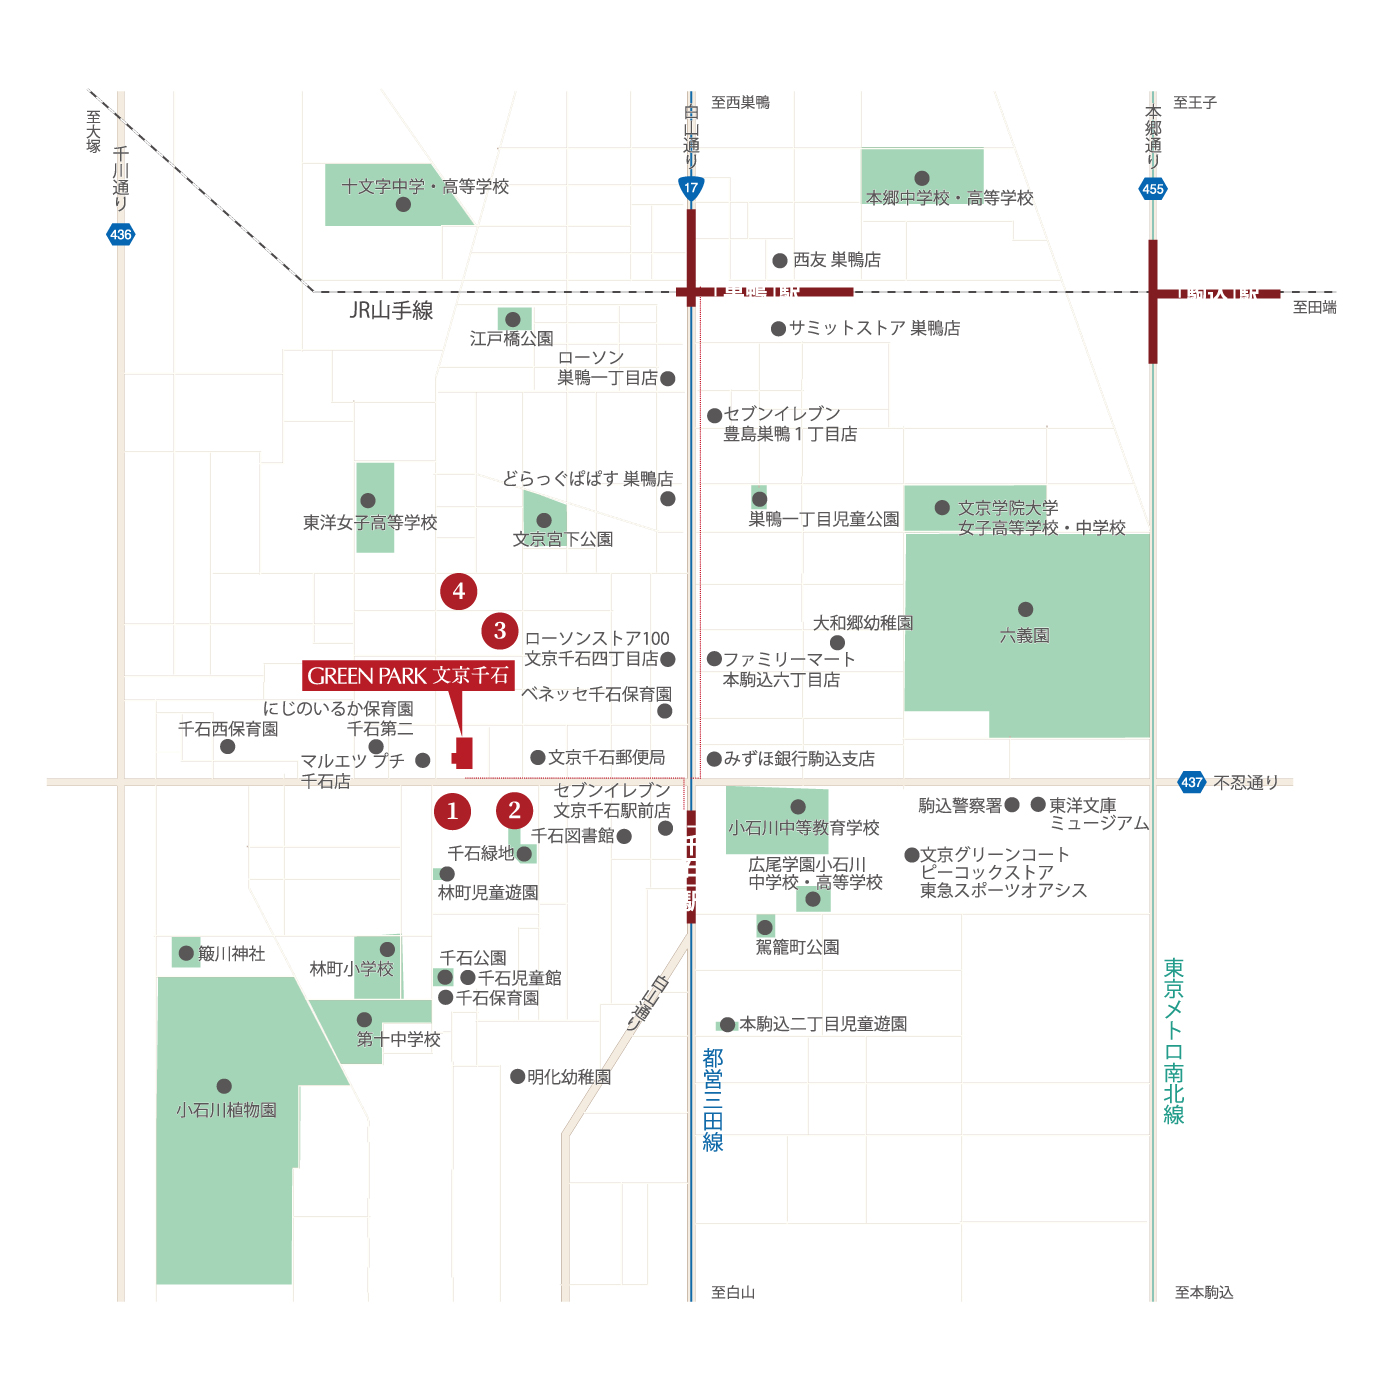 至西巣鴨
至王子
至大塚
白山通り
本郷通り
千川通り
17
455
436
十文字中学・高等学校
本郷中学校・高等学校
西友 巣鴨店
「巣鴨」駅
「駒込」駅
至田端
JR山手線
江戸橋公園
サミットストア 巣鴨店
ローソン
巣鴨一丁目店
セブンイレブン
豊島巣鴨1丁目店
どらっぐぱぱす 巣鴨店
東洋女子高等学校
文京宮下公園
巣鴨一丁目児童公園
文京学院大学
女子高等学校・中学校
4
3
大和郷幼稚園
六義園
ローソンストア100
文京千石四丁目店
ファミリーマート
本駒込六丁目店
GREEN PARK 文京千石
ベネッセ千石保育園
にじのいるか保育園
千石第二
千石西保育園
マルエツ プチ
千石店
文京千石郵便局
みずほ銀行駒込支店
437
不忍通り
1
2
セブンイレブン
文京千石駅前店
千石図書館
小石川中等教育学校
駒込警察署
東洋文庫
ミュージアム
千石緑地
林町児童遊園
広尾学園小石川
中学校・高等学校
文京グリーンコート
ピーコックストア
東急スポーツオアシス
駕籠町公園
簸川神社
林町小学校
千石公園
千石児童館
千石保育園
白山通り
東京メトロ南北線
第十中学校
本駒込二丁目児童遊園
明化幼稚園
都営三田線
小石川植物園
至白山
至本駒込